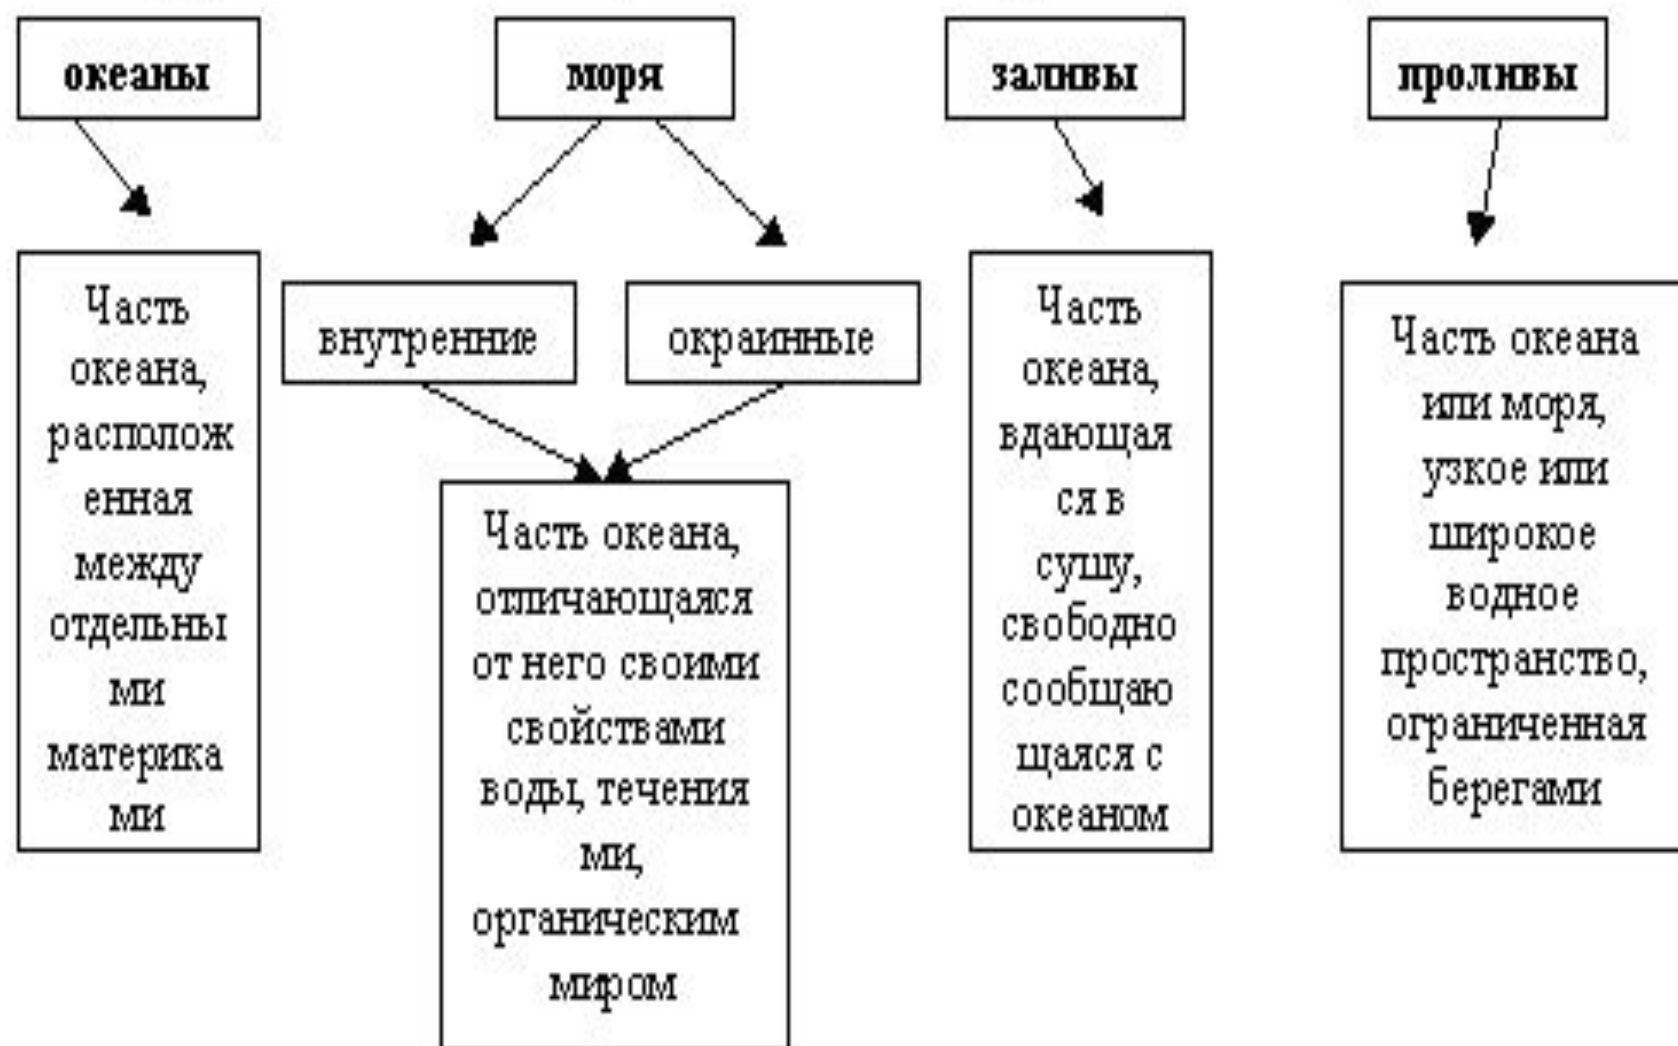 океаны
моря
заливы
проливы
Часть
океана,
располож
енная
между
отдельны
ми
материка
ми
внутренние
окраинные
Часть океана,
отличающаяся
от него своими
свойствами
воды, течения
ми,
органическим
миром
Часть
океана,
вдающая
ся в
сушу,
свободно
сообщаю
щаяся с
океаном
Часть океана
или моря,
узкое или
широкое
водное
пространство,
ограниченная
берегами